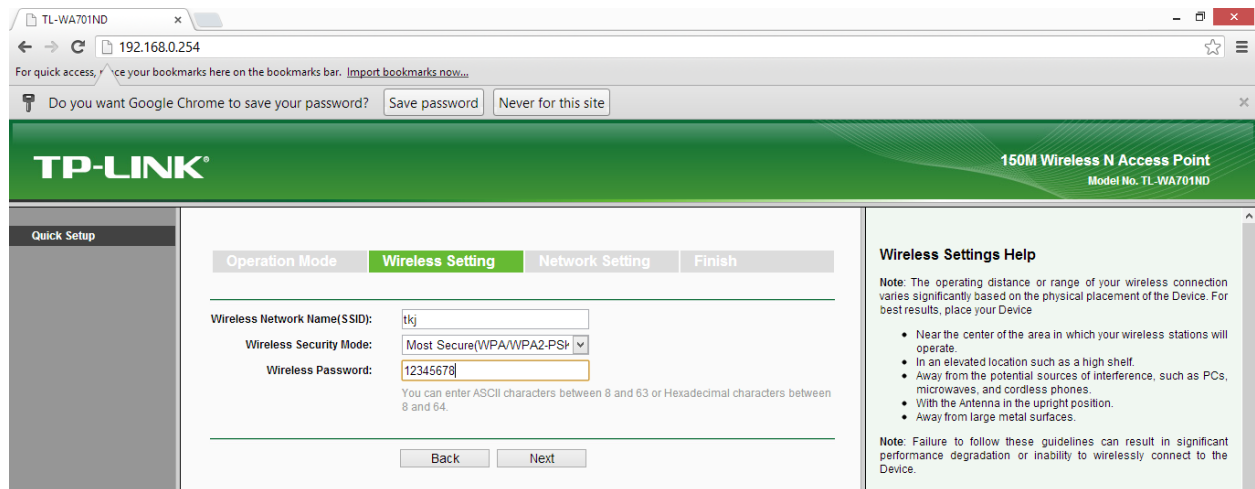 TL-WA701ND
192.168.0.254
For quick access, place your bookmarks here on the bookmarks bar. Import bookmarks now...
Do you want Google Chrome to save your password? Save password Never for this site
TP-LINK®
150M Wireless N Access Point
Model No. TL-WA701ND
Quick Setup
Operation Mode Wireless Setting Network Setting Finish
Wireless Network Name(SSID): tkj
Wireless Security Mode: Most Secure(WPA/WPA2-PSK
Wireless Password: 12345678
You can enter ASCII characters between 8 and 63 or Hexadecimal characters between
8 and 64.
Back Next
Wireless Settings Help
Note: The operating distance or range of your wireless connection
varies significantly based on the physical placement of the Device. For
best results, place your Device
Near the center of the area in which your wireless stations will
operate.
In an elevated location such as a high shelf.
Away from the potential sources of interference, such as PCs,
microwaves, and cordless phones.
With the Antenna in the upright position.
Away from large metal surfaces.
Note: Failure to follow these guidelines can result in significant
performance degradation or inability to wirelessly connect to the
Device.